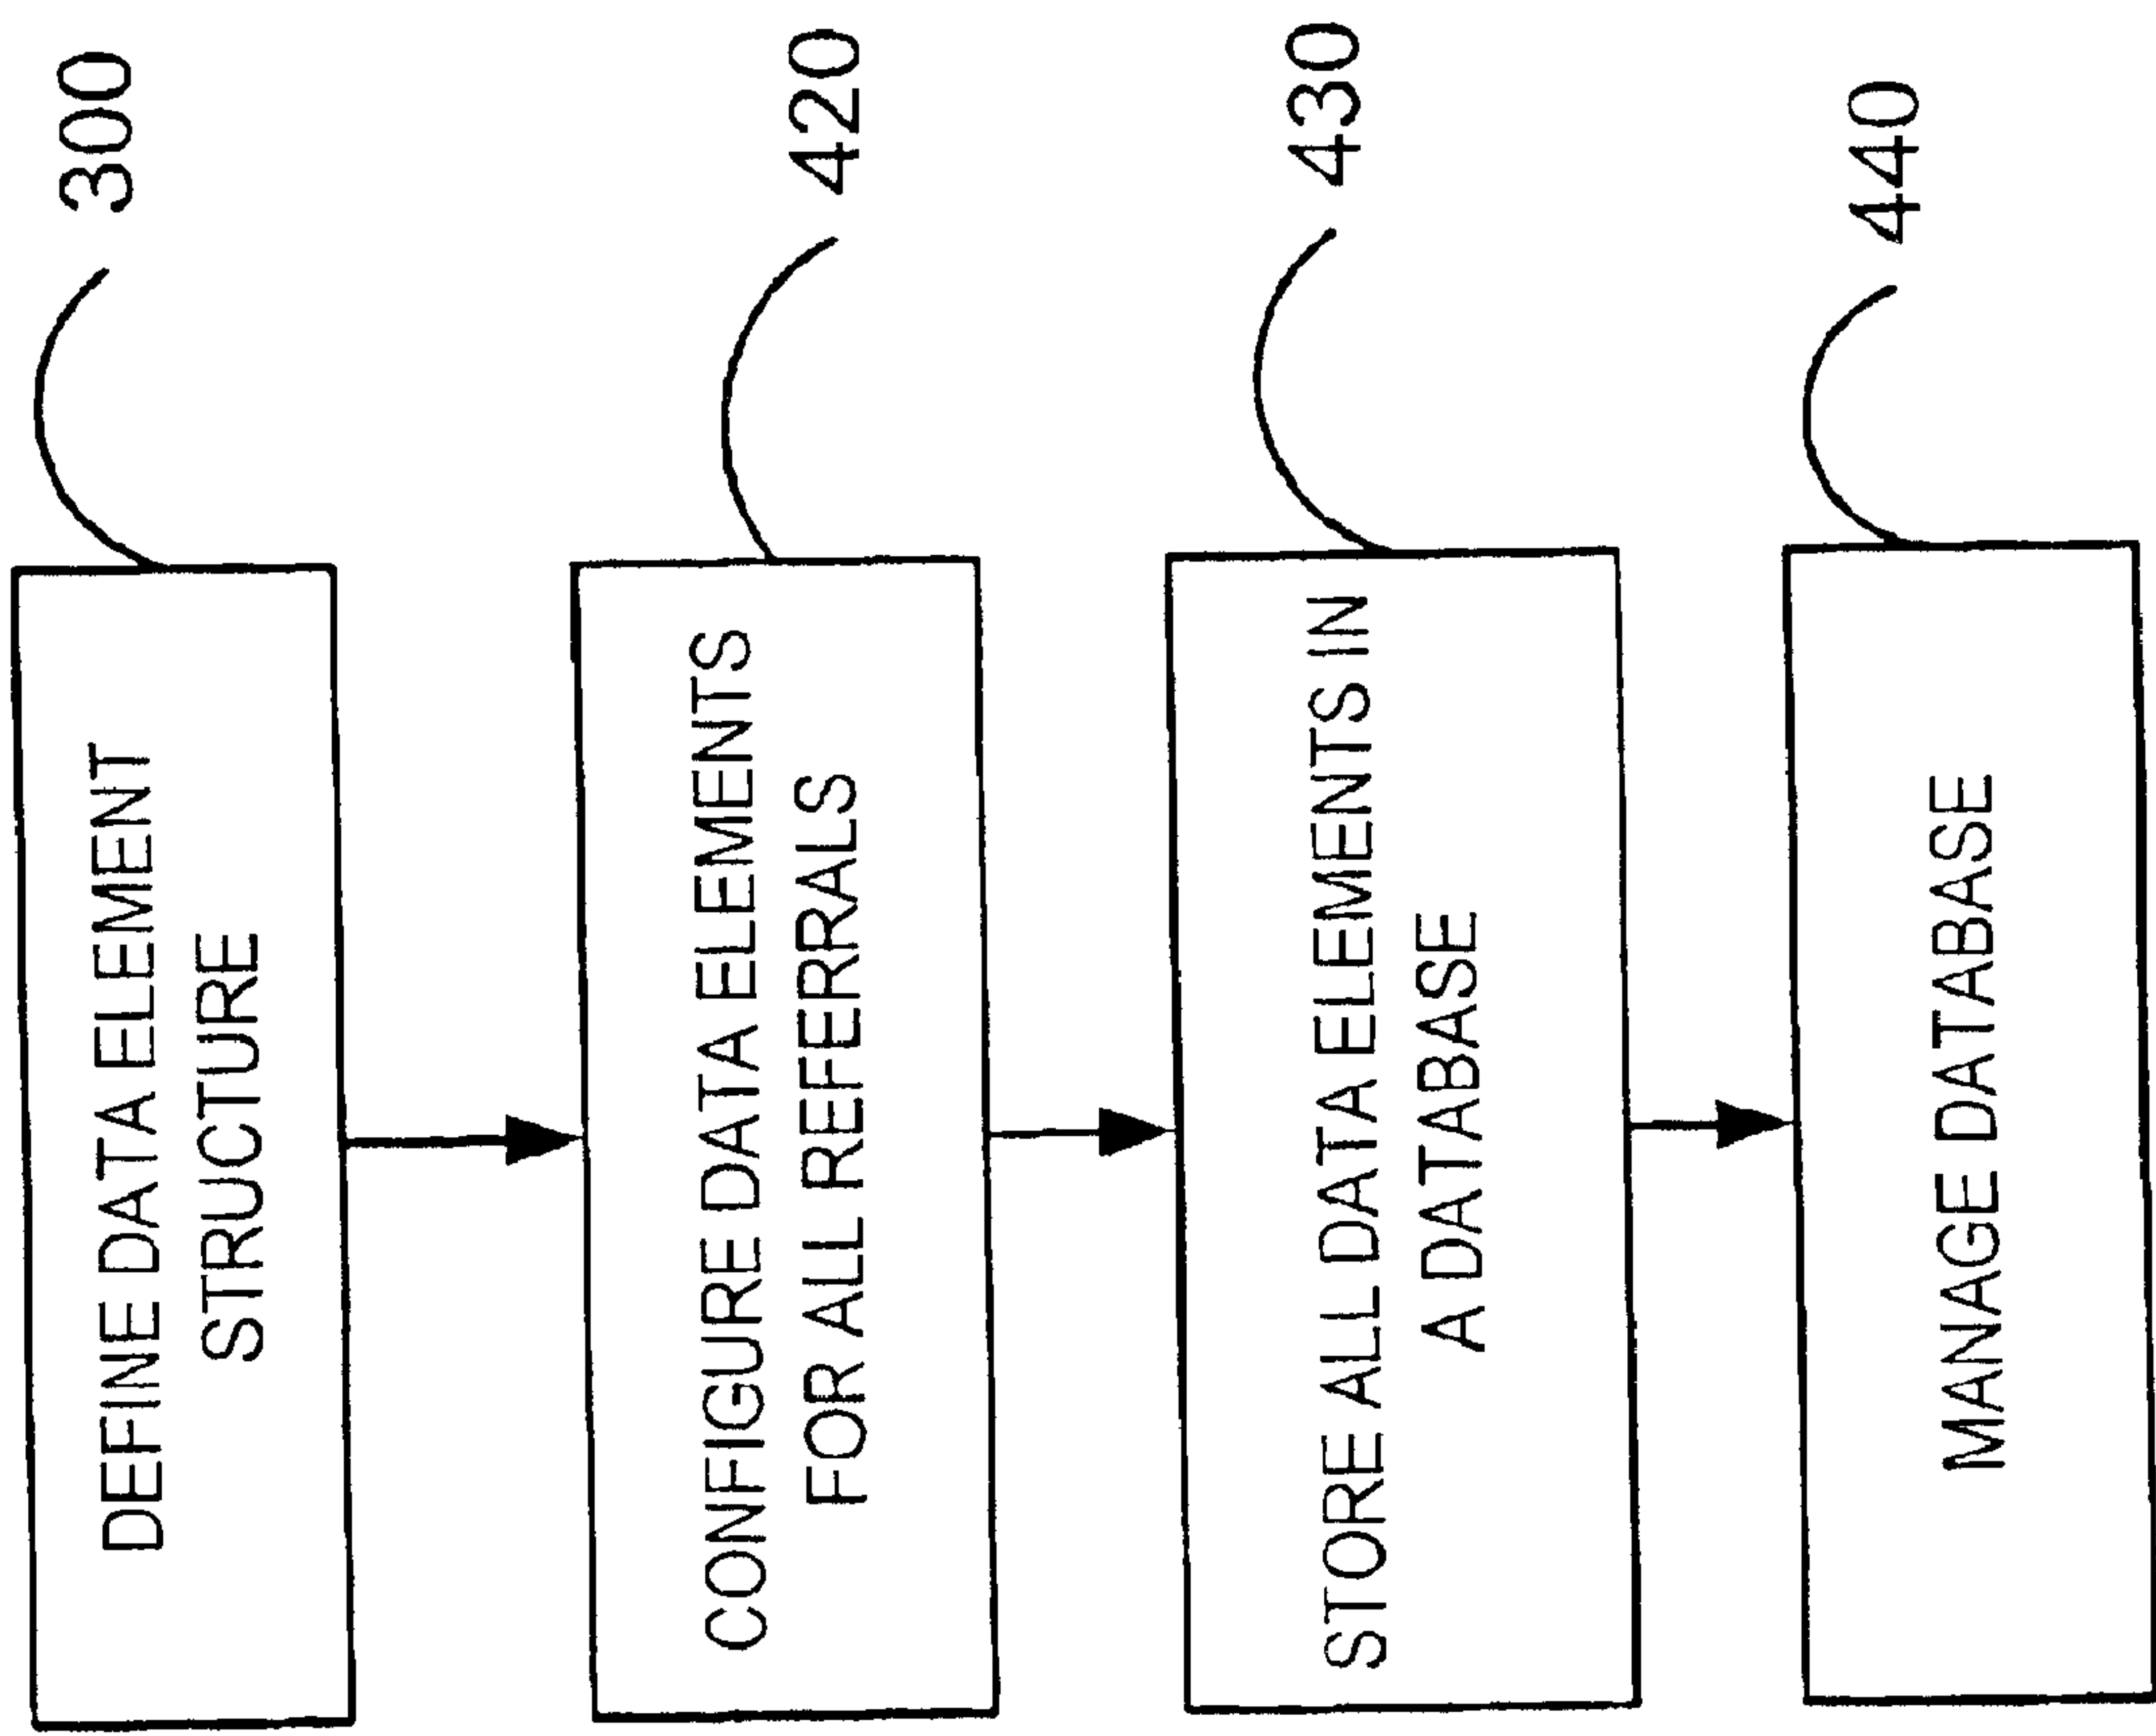 DEFINE DATA ELEMENT
STRUCTURE
300
CONFIGURE DATA ELEMENTS
FOR ALL REFERRALS
420
STORE ALL DATA ELEMENTS IN
A DATABASE
430
MANAGE DATABASE
440